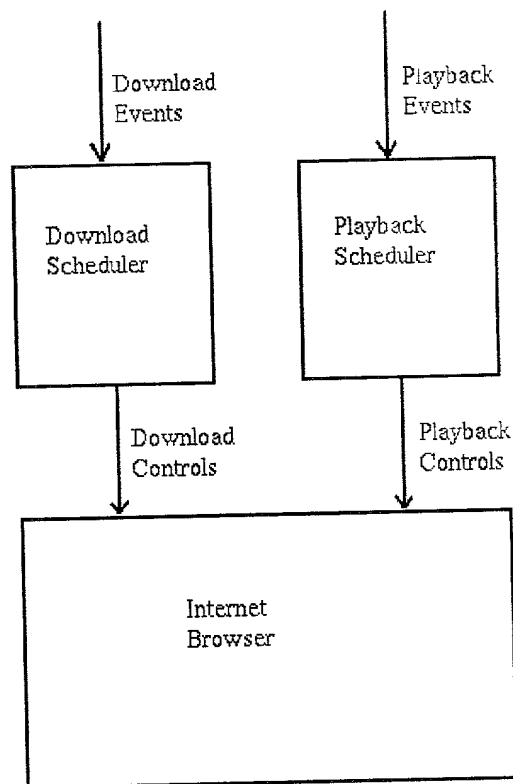 Download
Events
Playback
Events
Download
Scheduler
Playback
Scheduler
Download
Controls
Playback
Controls
Internet
Browser